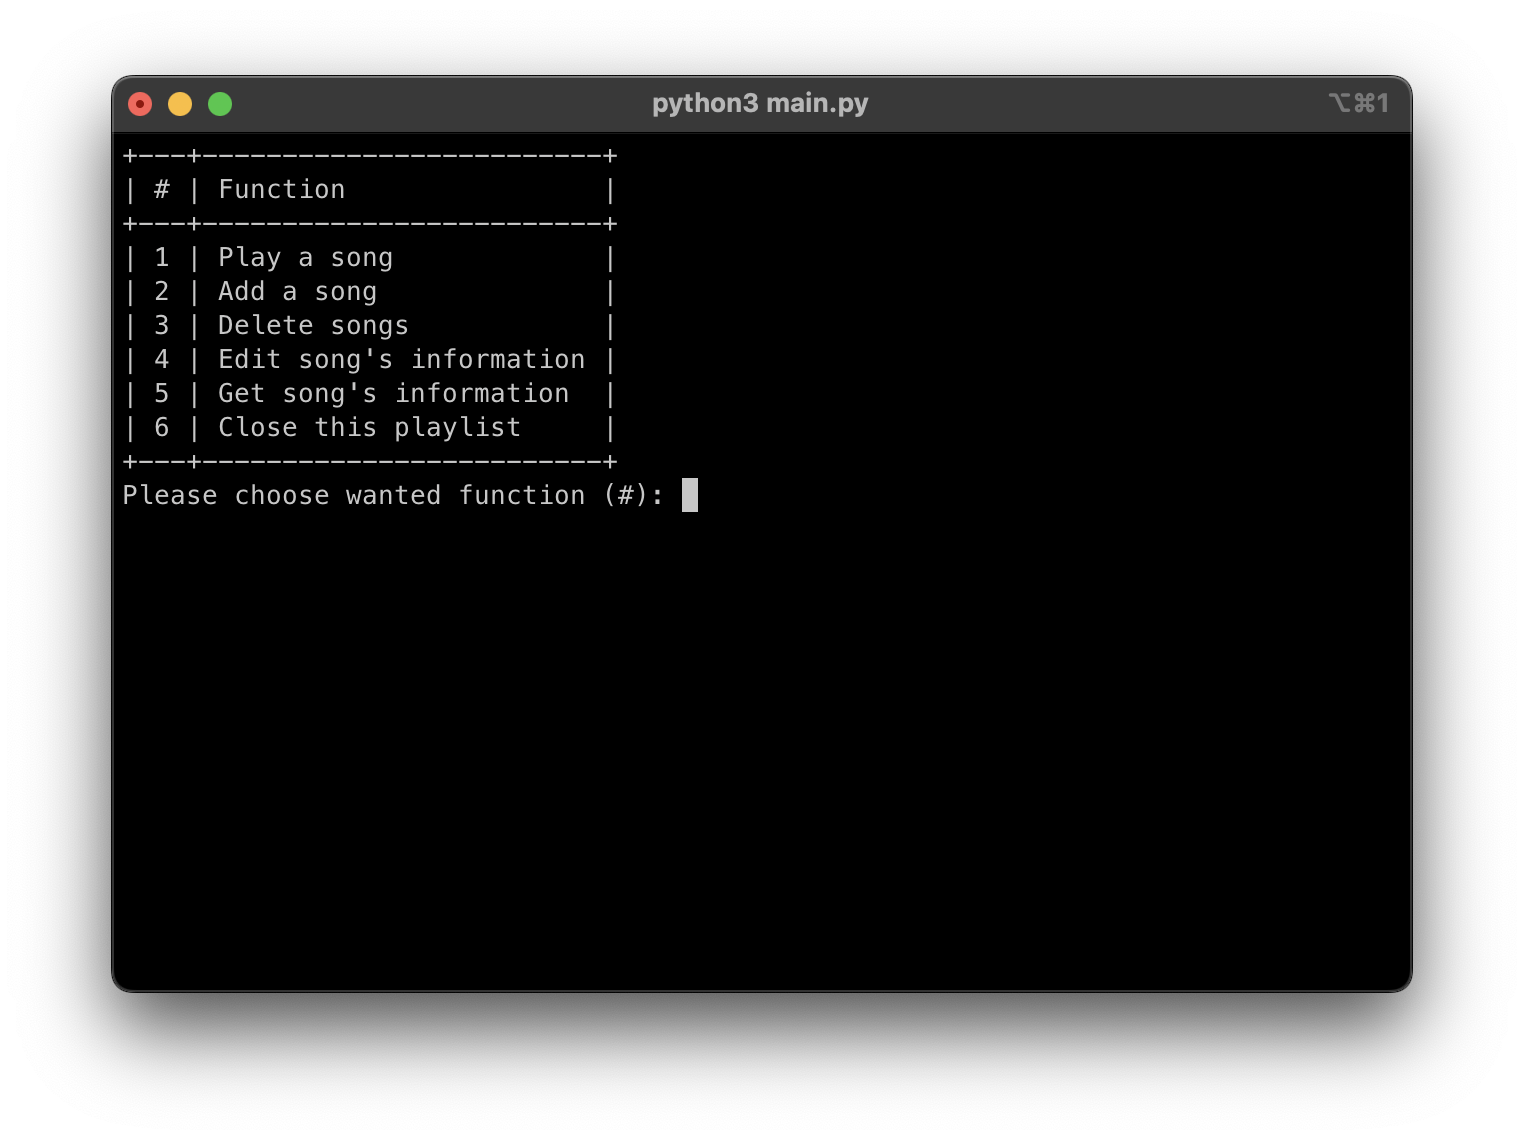 python3 main.py ⌥⌘1
+---+-------------------------+
| # | Function                |
+---+-------------------------+
| 1 | Play a song             |
| 2 | Add a song              |
| 3 | Delete songs            |
| 4 | Edit song's information |
| 5 | Get song's information  |
| 6 | Close this playlist     |
+---+-------------------------+
Please choose wanted function (#):